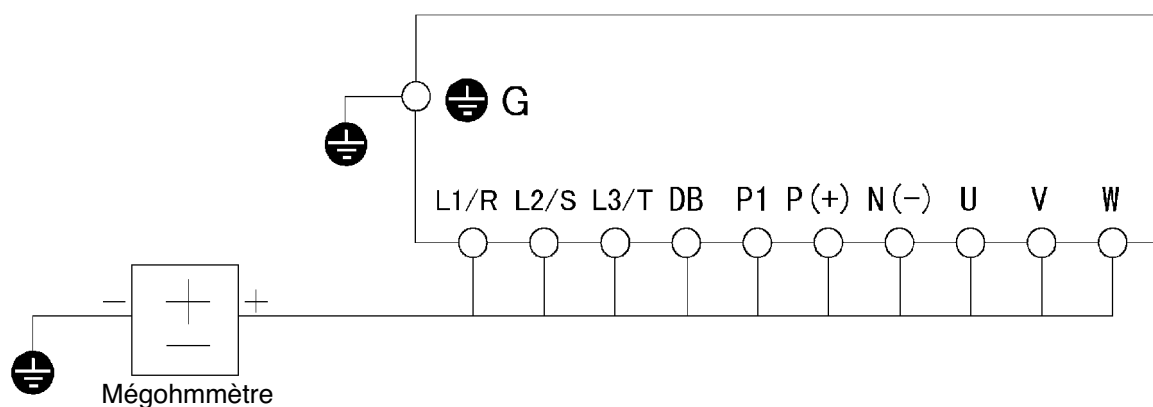 G
L1/R L2/S L3/T DB P1 P(+) N(-) U V W
- + +
-
Mégohmmètre